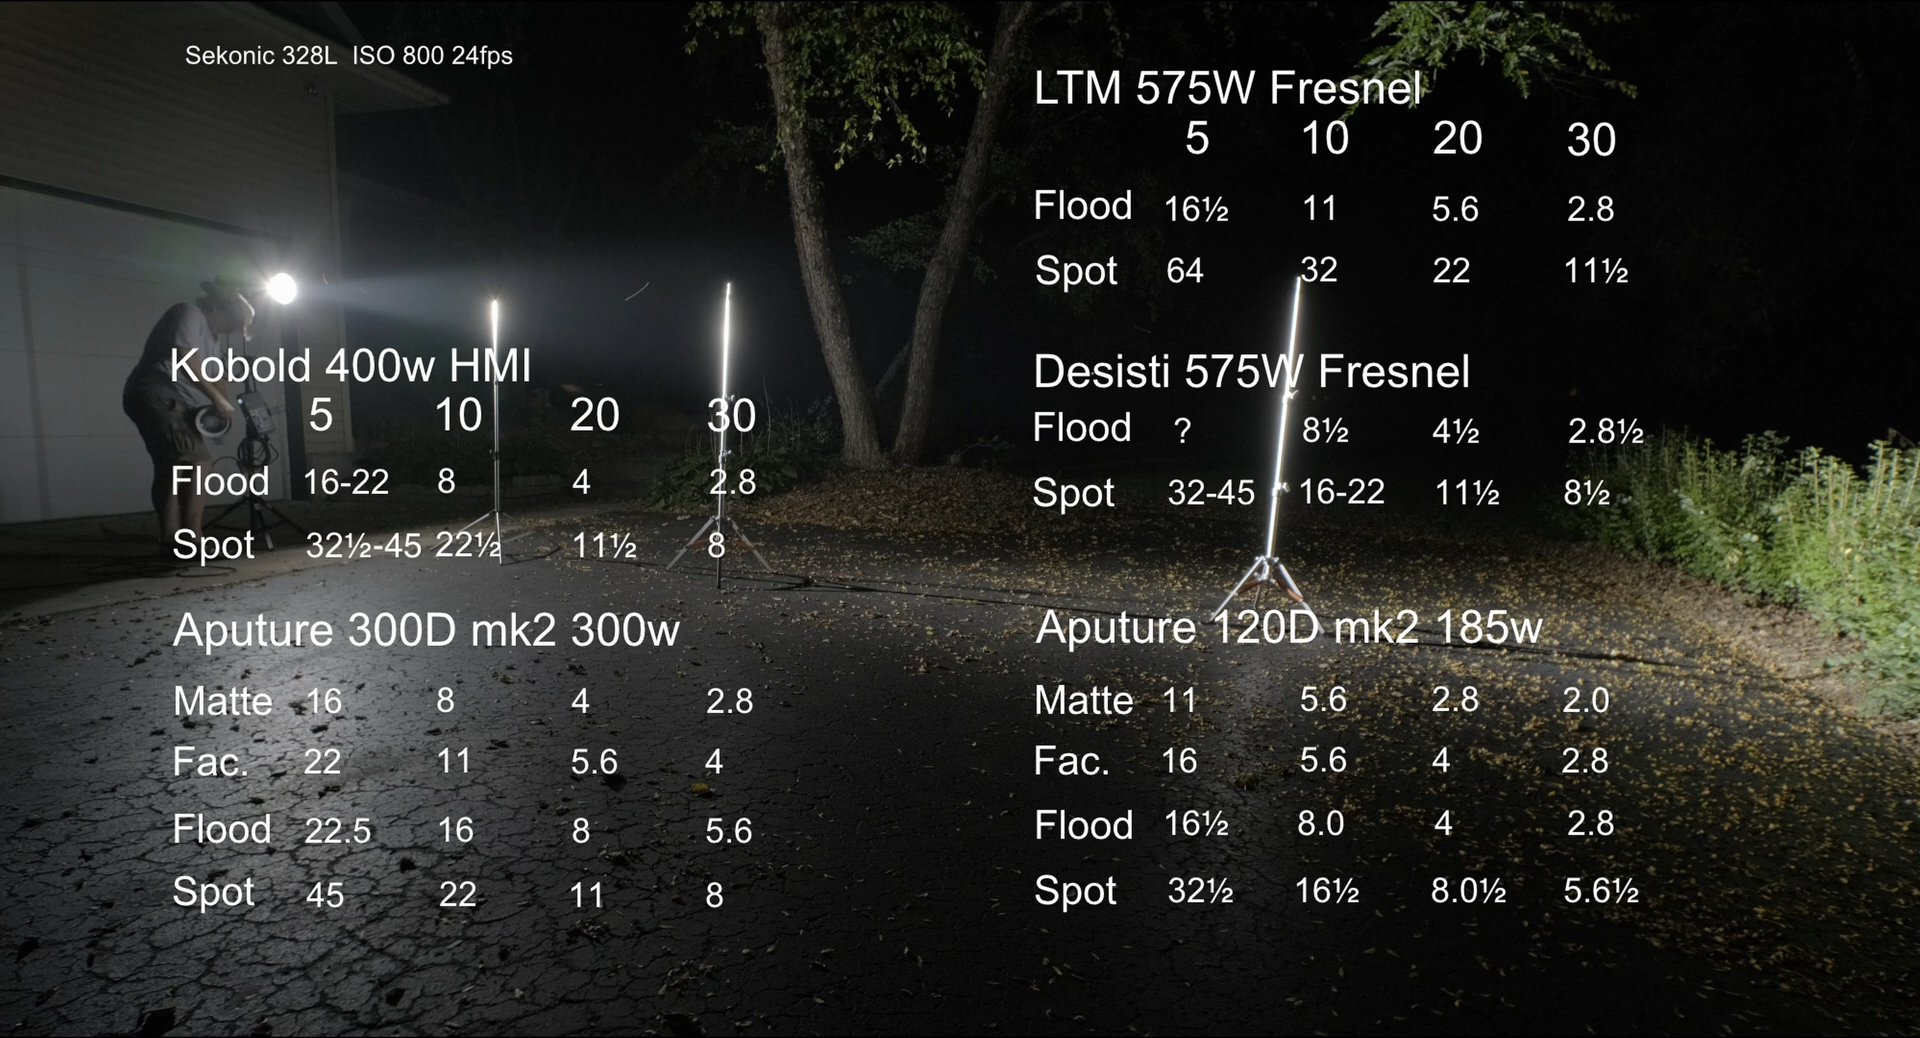 Sekonic 328L ISO 800 24fps
LTM 575W Fresnel
5 10 20 30
Flood 16½ 11 5.6 2.8
Spot 64 32 22 11½
Kobold 400w HMI
5 10 20 30
Flood 16-22 8 4 2.8
Spot 32½-45 22½ 11½ 8
Desisti 575W Fresnel
Flood ? 8½ 4½ 2.8½
Spot 32-45 16-22 11½ 8½
Aputure 300D mk2 300w
Matte 16 8 4 2.8
Fac. 22 11 5.6 4
Flood 22.5 16 8 5.6
Spot 45 22 11 8
Aputure 120D mk2 185w
Matte 11 5.6 2.8 2.0
Fac. 16 5.6 4 2.8
Flood 16½ 8.0 4 2.8
Spot 32½ 16½ 8.0½ 5.6½